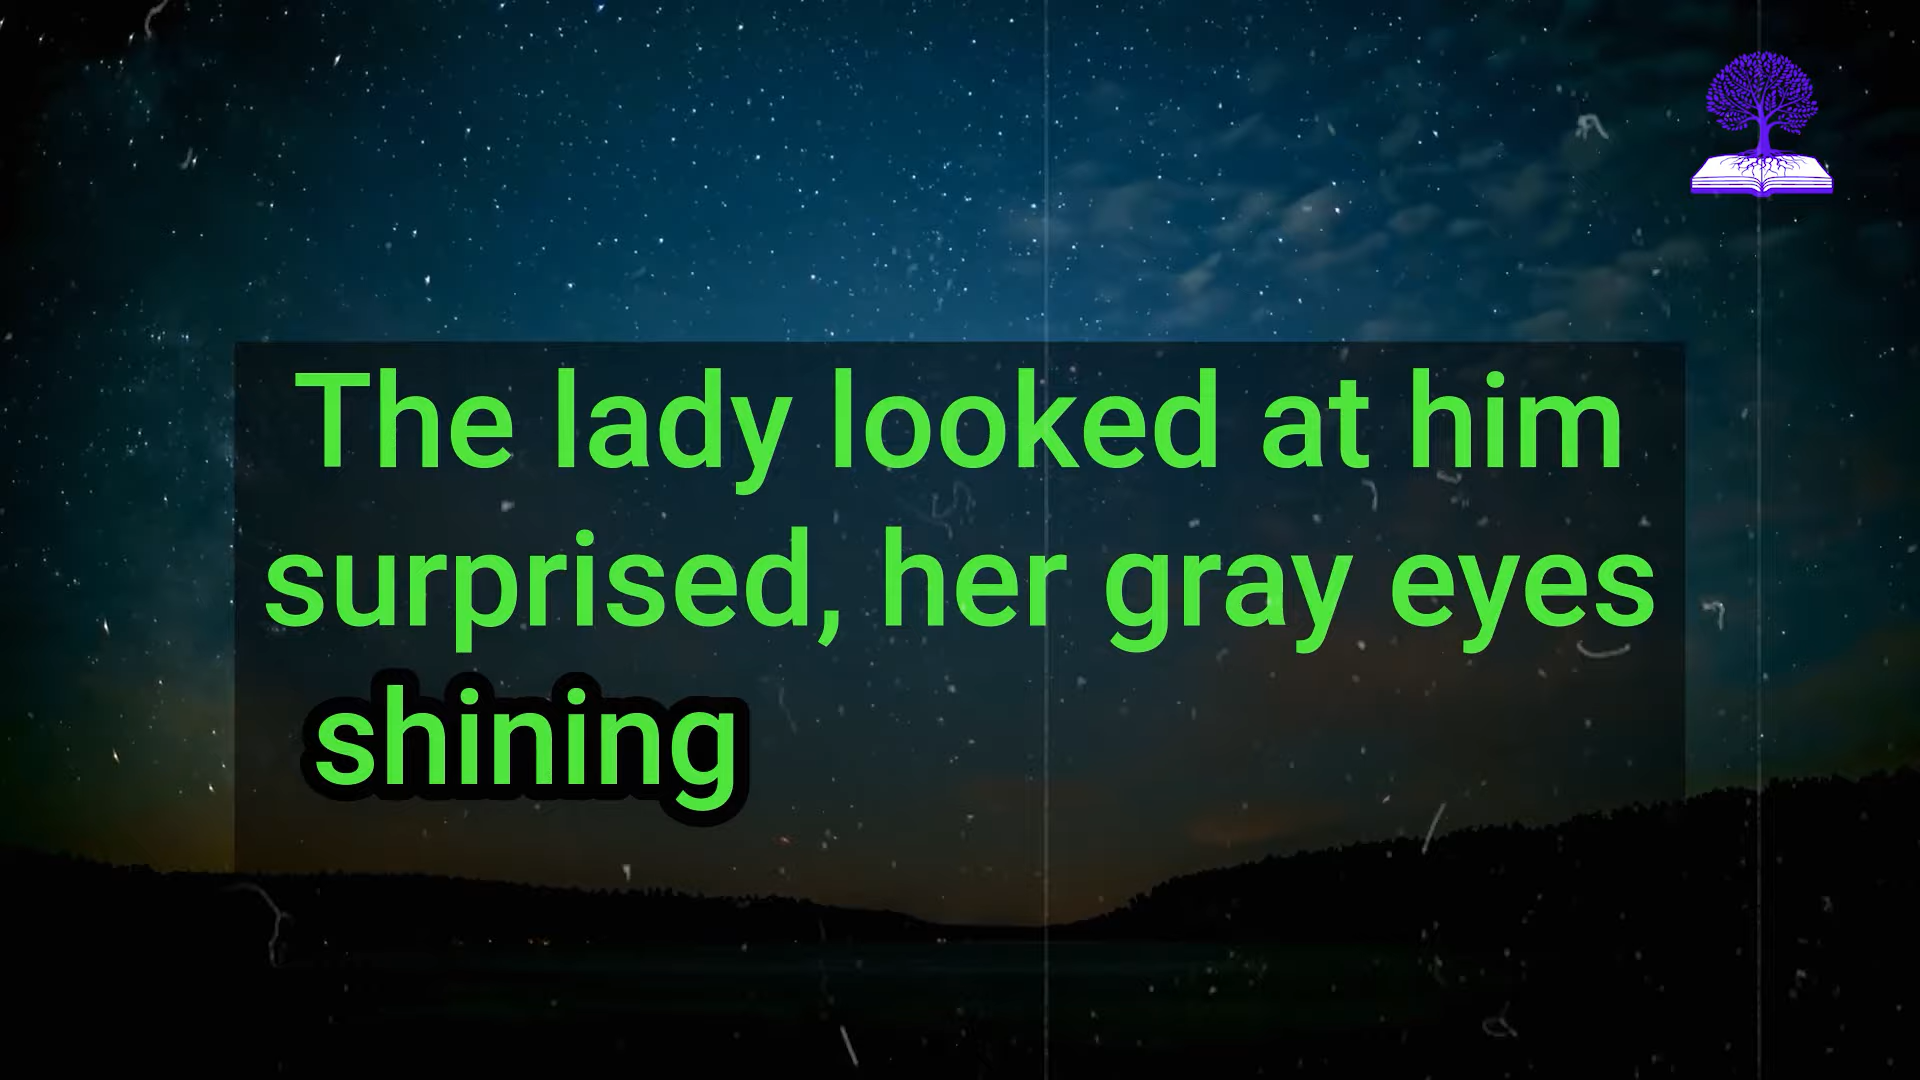 The lady looked at him
surprised, her gray eyes
shining